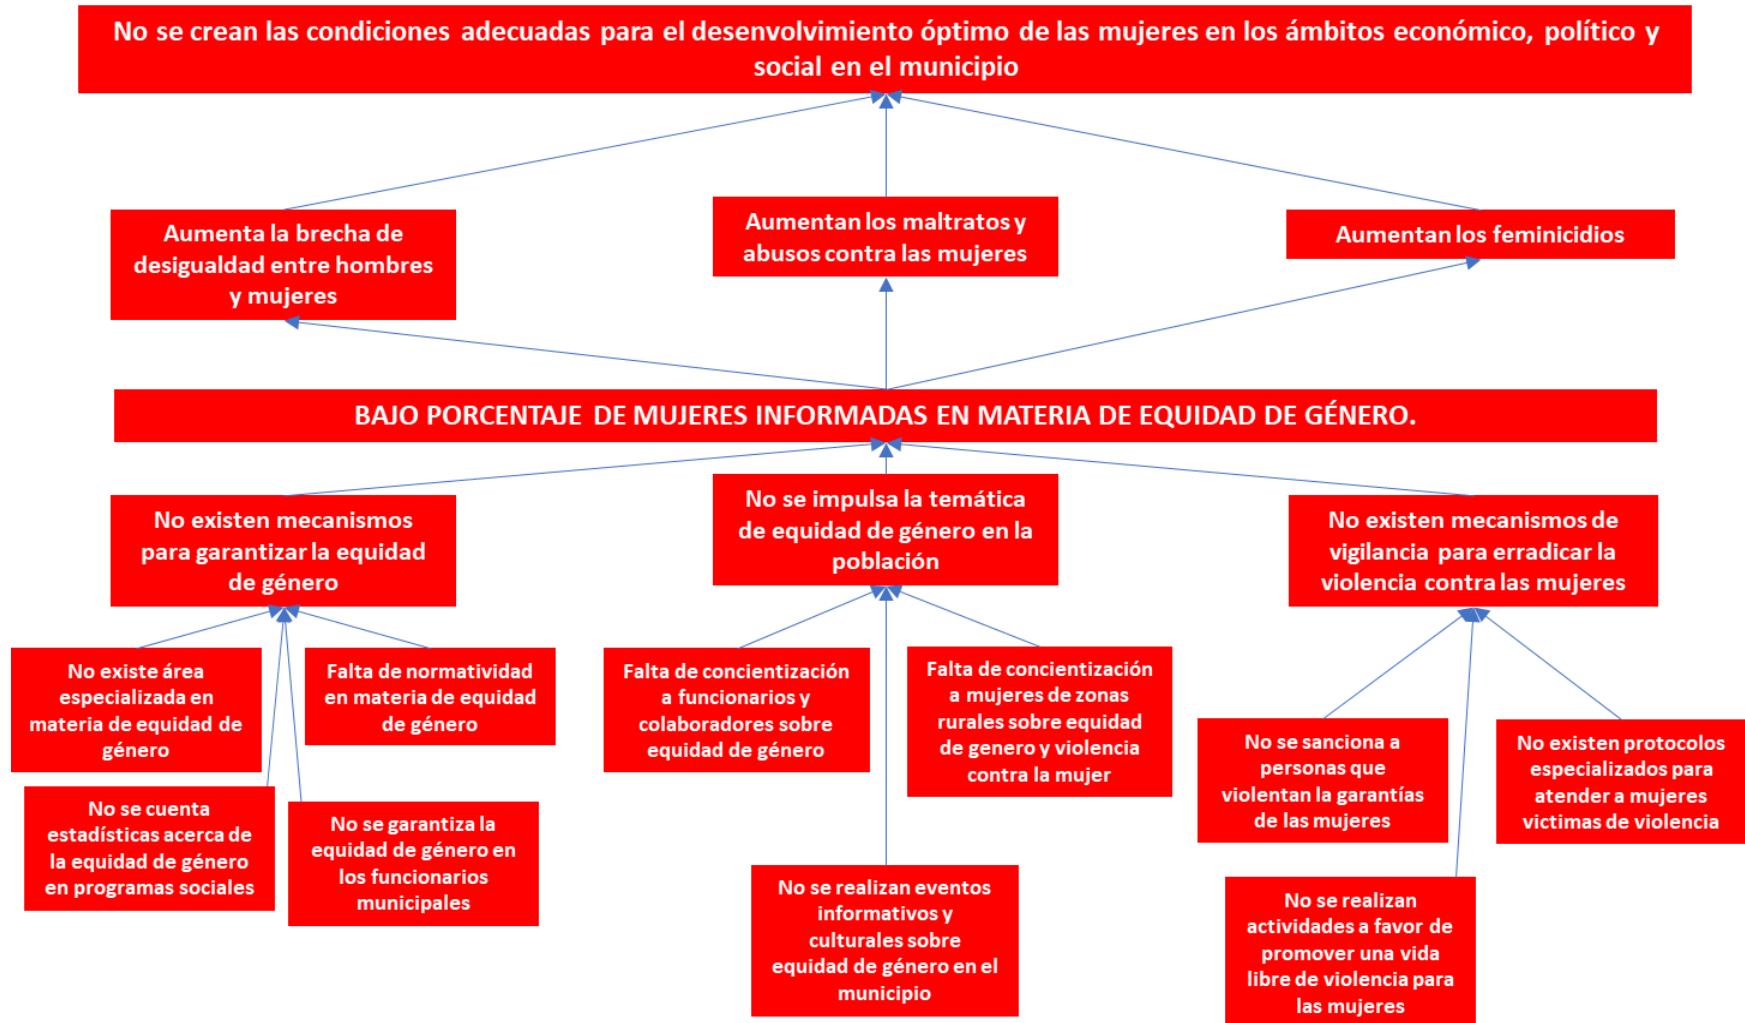 No se crean las condiciones adecuadas para el desenvolvimiento óptimo de las mujeres en los ámbitos económico, político y
social en el municipio
Aumenta la brecha de
desigualdad entre hombres
y mujeres
Aumentan los maltratos y
abusos contra las mujeres
Aumentan los feminicidios
BAJO PORCENTAJE DE MUJERES INFORMADAS EN MATERIA DE EQUIDAD DE GÉNERO.
No existen mecanismos
para garantizar la equidad
de género
No se impulsa la temática
de equidad de género en la
población
No existen mecanismos de
vigilancia para erradicar la
violencia contra las mujeres
No existe área
especializada en
materia de equidad de
género
Falta de normatividad
en materia de equidad
de género
No se cuenta
estadísticas acerca de
la equidad de género
en programas sociales
No se garantiza la
equidad de género en
los funcionarios
municipales
Falta de concientización
a funcionarios y
colaboradores sobre
equidad de género
Falta de concientización
a mujeres de zonas
rurales sobre equidad
de genero y violencia
contra la mujer
No se realizan eventos
informativos y
culturales sobre
equidad de género en el
municipio
No se sanciona a
personas que
violentan la garantías
de las mujeres
No existen protocolos
especializados para
atender a mujeres
victimas de violencia
No se realizan
actividades a favor de
promover una vida
libre de violencia para
las mujeres